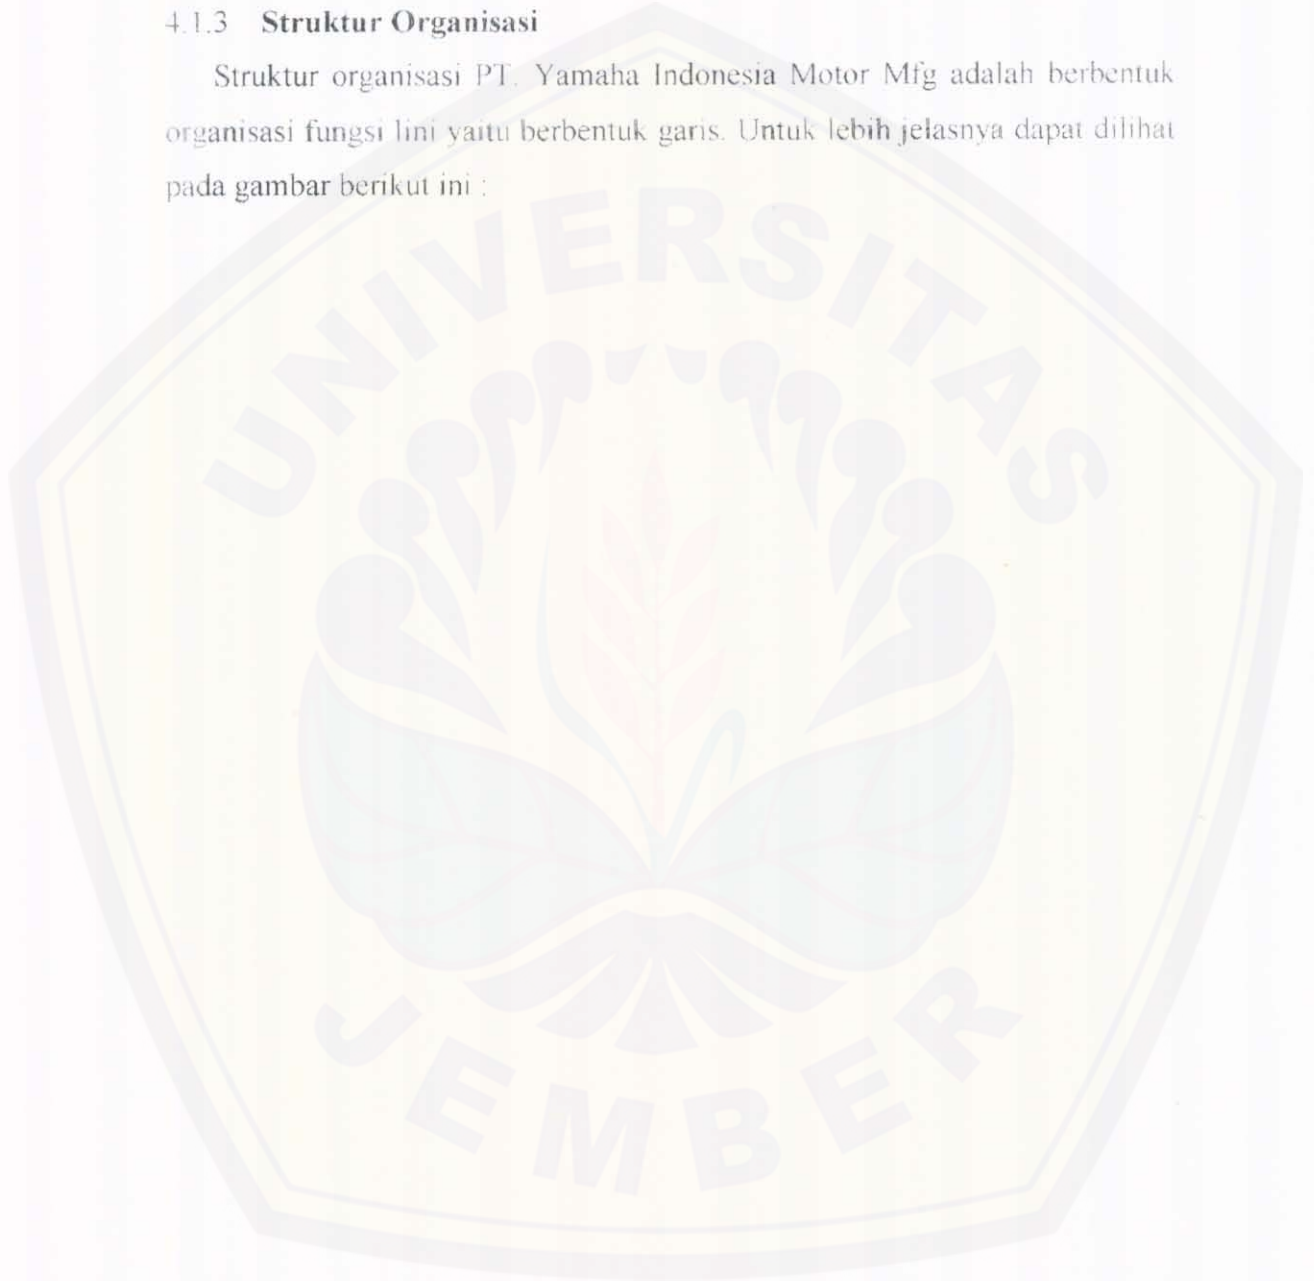 4.1.3 Struktur Organisasi
Struktur organisasi PT. Yamaha Indonesia Motor Mfg adalah berbentuk
organisasi fungsi lini yaitu berbentuk garis. Untuk lebih jelasnya dapat dilihat
pada gambar berikut ini :
UNIVERSITAS
JEMBER